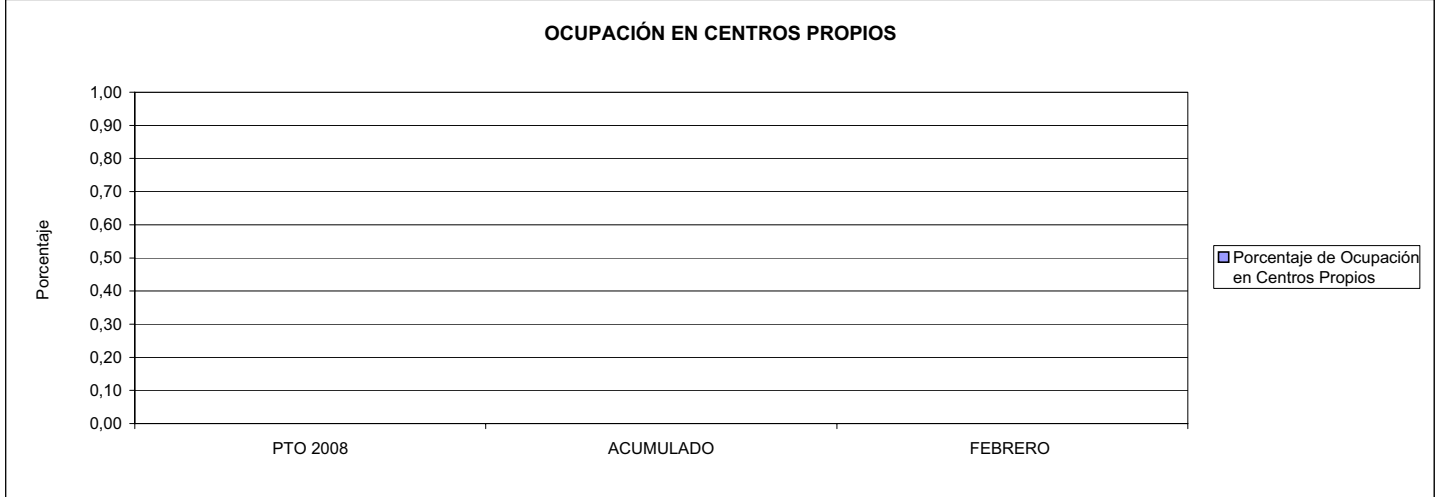 OCUPACIÓN EN CENTROS PROPIOS
1,00
0,90
0,80
0,70
0,60
0,50
0,40
0,30
0,20
0,10
0,00
Porcentaje
PTO 2008 ACUMULADO FEBRERO
Porcentaje de Ocupación
en Centros Propios